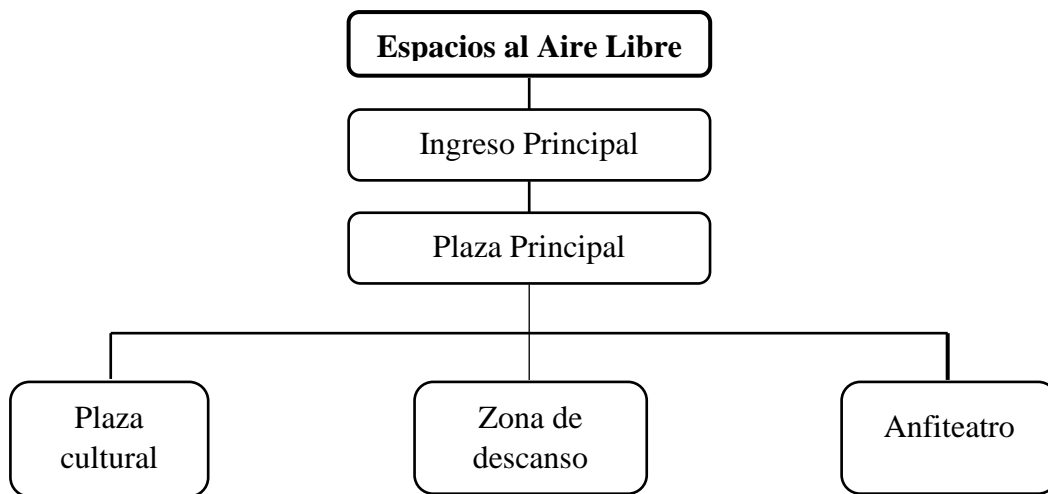 Espacios al Aire Libre
Ingreso Principal
Plaza Principal
Plaza
cultural
Zona de
descanso
Anfiteatro